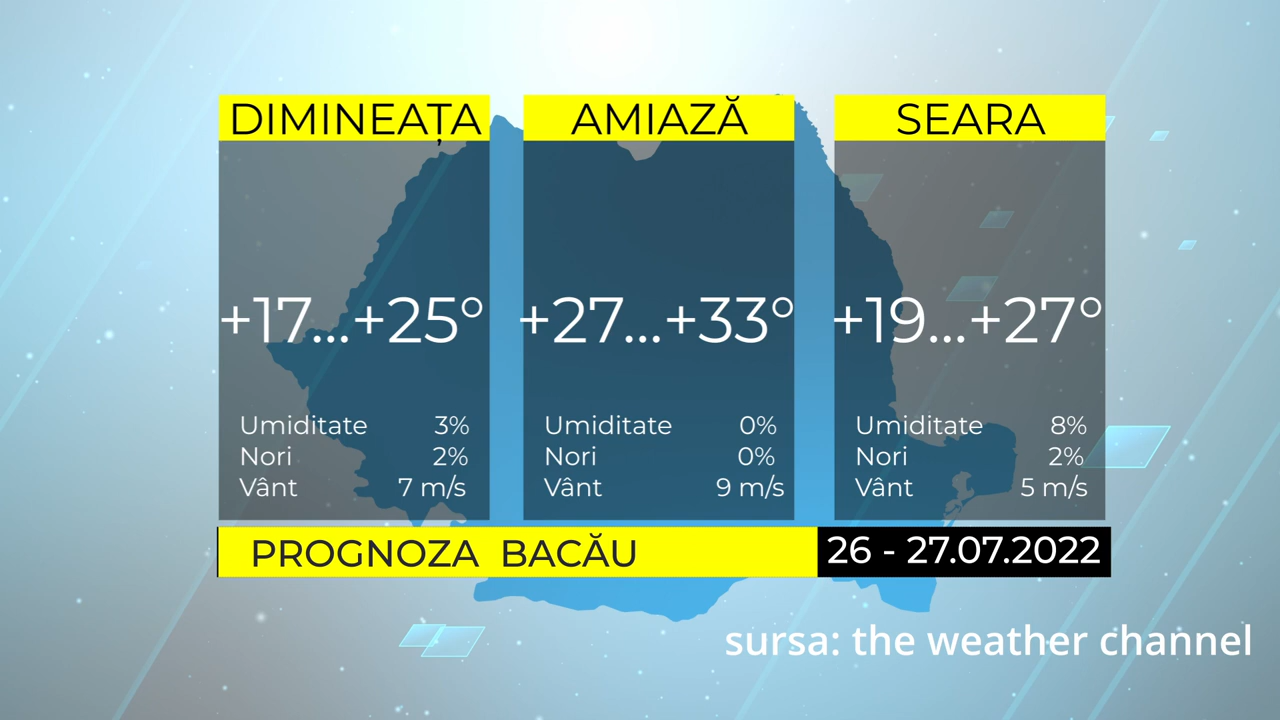 DIMINEAȚA
+17...+25°
Umiditate 3%
Nori 2%
Vânt 7 m/s
AMIAZĂ
+27...+33°
Umiditate 0%
Nori 0%
Vânt 9 m/s
SEARA
+19...+27°
Umiditate 8%
Nori 2%
Vânt 5 m/s
PROGNOZA BACĂU
26 - 27.07.2022
sursa: the weather channel